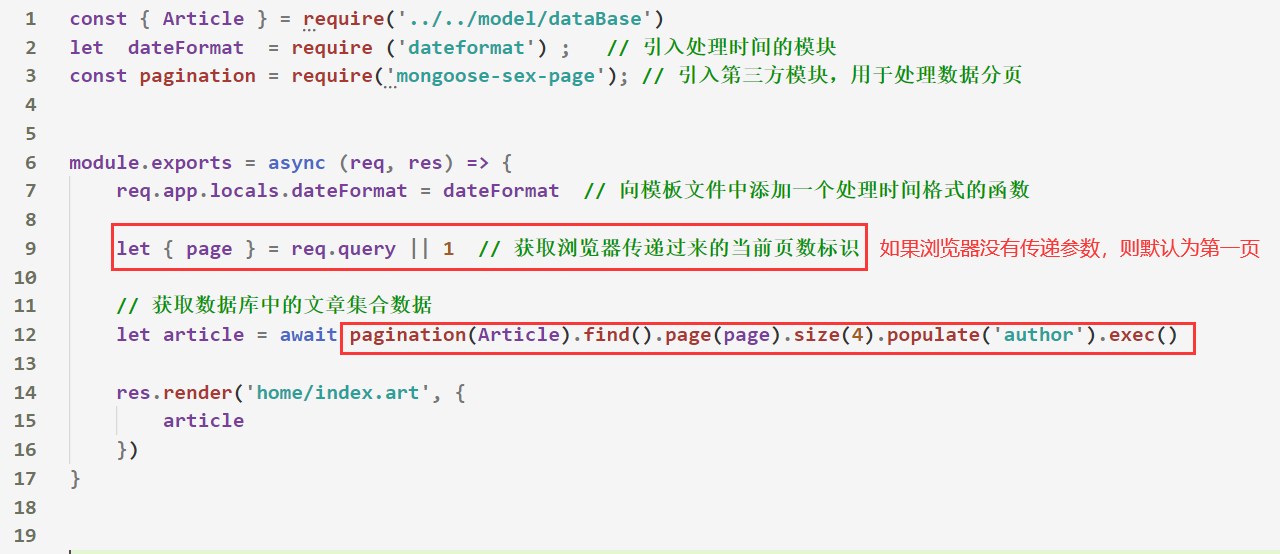 1 const { Article } = require('../../model/dataBase')
2 let  dateFormat  = require ('dateformat') ;   // 引入处理时间的模块
3 const pagination = require('mongoose-sex-page'); // 引入第三方模块，用于处理数据分页
4
5
6 module.exports = async (req, res) => {
7     req.app.locals.dateFormat = dateFormat  // 向模板文件中添加一个处理时间格式的函数
8
9     let { page } = req.query || 1  // 获取浏览器传递过来的当前页数标识 如果浏览器没有传递参数，则默认为第一页
10
11     // 获取数据库中的文章集合数据
12     let article = await pagination(Article).find().page(page).size(4).populate('author').exec()
13
14     res.render('home/index.art', {
15         article
16     })
17 }
18
19